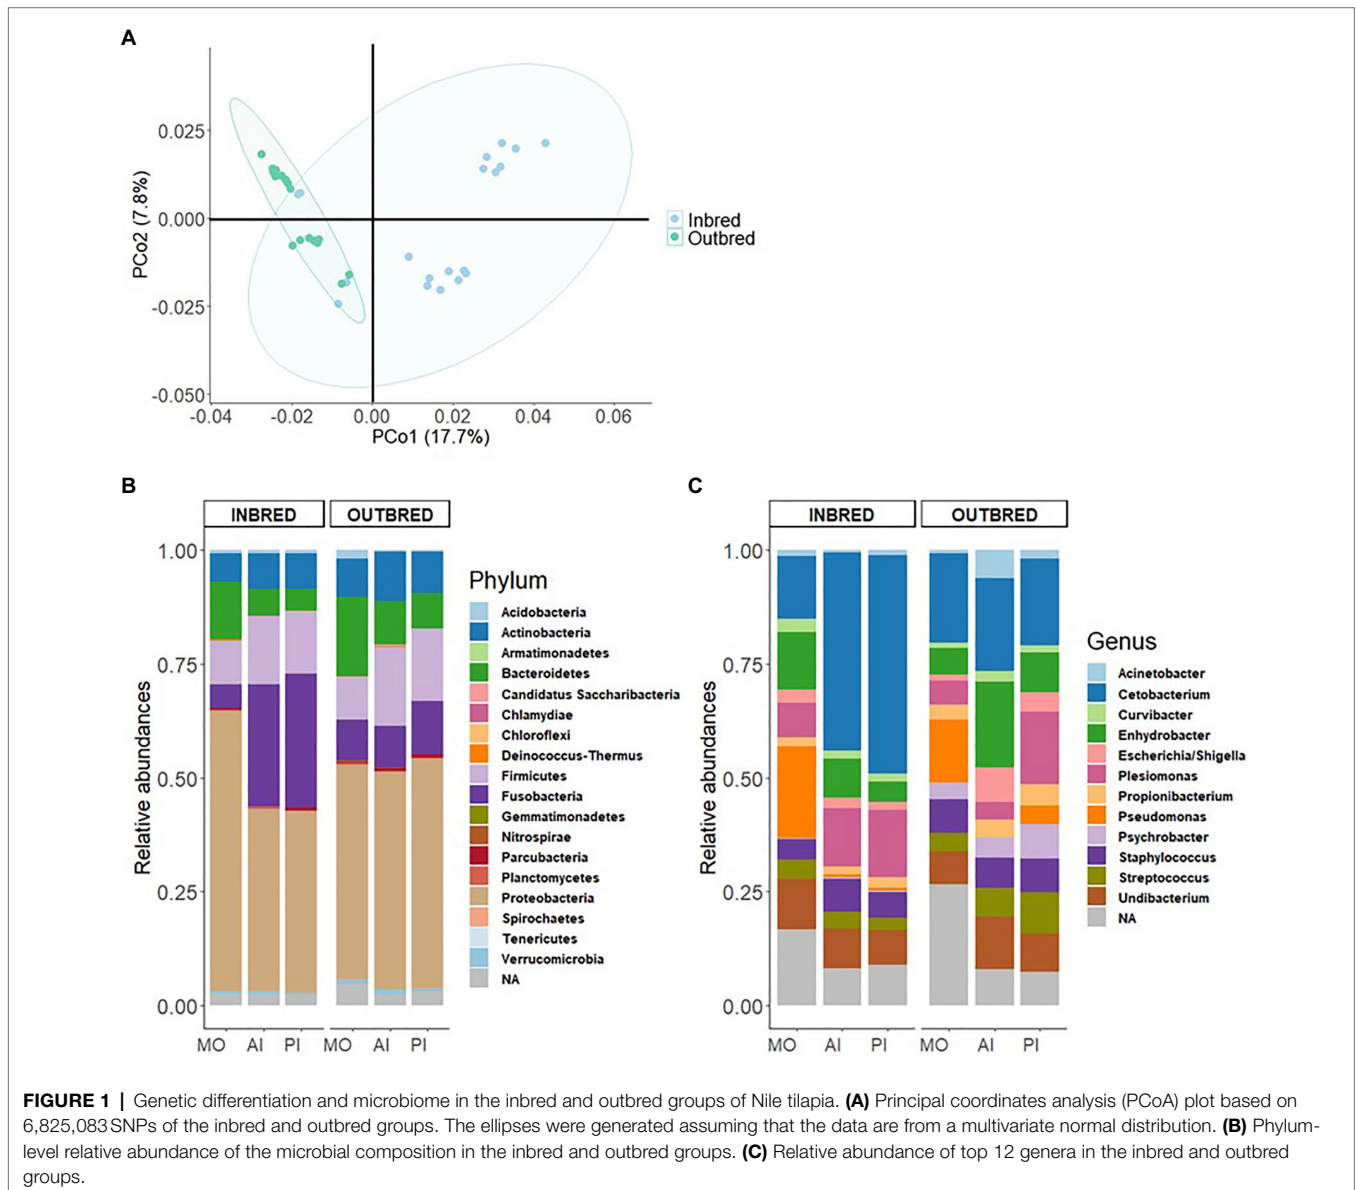 A
0.025
0.000
-0.025
-0.050
PCo2 (7.8%)
-0.04 -0.02 0.00 0.02 0.04 0.06
PCo1 (17.7%)
Inbred
Outbred
B
INBRED OUTBRED
1.00
0.75
0.50
0.25
0.00
Relative abundances
MO AI PI MO AI PI
Phylum
Acidobacteria
Actinobacteria
Armatimonadetes
Bacteroidetes
Candidatus Saccharibacteria
Chlamydiae
Chloroflexi
Deinococcus-Thermus
Firmicutes
Fusobacteria
Gemmatimonadetes
Nitrospirae
Parcubacteria
Planctomycetes
Proteobacteria
Spirochaetes
Tenericutes
Verrucomicrobia
NA
C
INBRED OUTBRED
1.00
0.75
0.50
0.25
0.00
Relative abundances
MO AI PI MO AI PI
Genus
Acinetobacter
Cetobacterium
Curvibacter
Enhydrobacter
Escherichia/Shigella
Plesiomonas
Propionibacterium
Pseudomonas
Psychrobacter
Staphylococcus
Streptococcus
Undibacterium
NA
FIGURE 1 | Genetic differentiation and microbiome in the inbred and outbred groups of Nile tilapia. (A) Principal coordinates analysis (PCoA) plot based on
6,825,083 SNPs of the inbred and outbred groups. The ellipses were generated assuming that the data are from a multivariate normal distribution. (B) Phylum-
level relative abundance of the microbial composition in the inbred and outbred groups. (C) Relative abundance of top 12 genera in the inbred and outbred
groups.